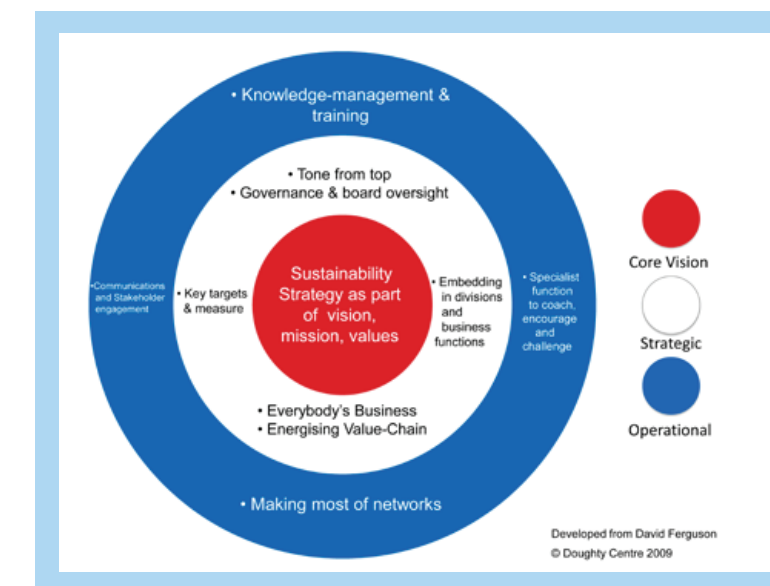 • Knowledge-management &
training
• Tone from top
• Governance & board oversight
•Communications
and Stakeholder
engagement
• Key targets
& measure
Sustainability
Strategy as part
of vision,
mission, values
• Embedding
in divisions
and
business
functions
• Specialist
function
to coach,
encourage
and
challenge
• Everybody's Business
• Energising Value-Chain
• Making most of networks
Core Vision
Strategic
Operational
Developed from David Ferguson
© Doughty Centre 2009